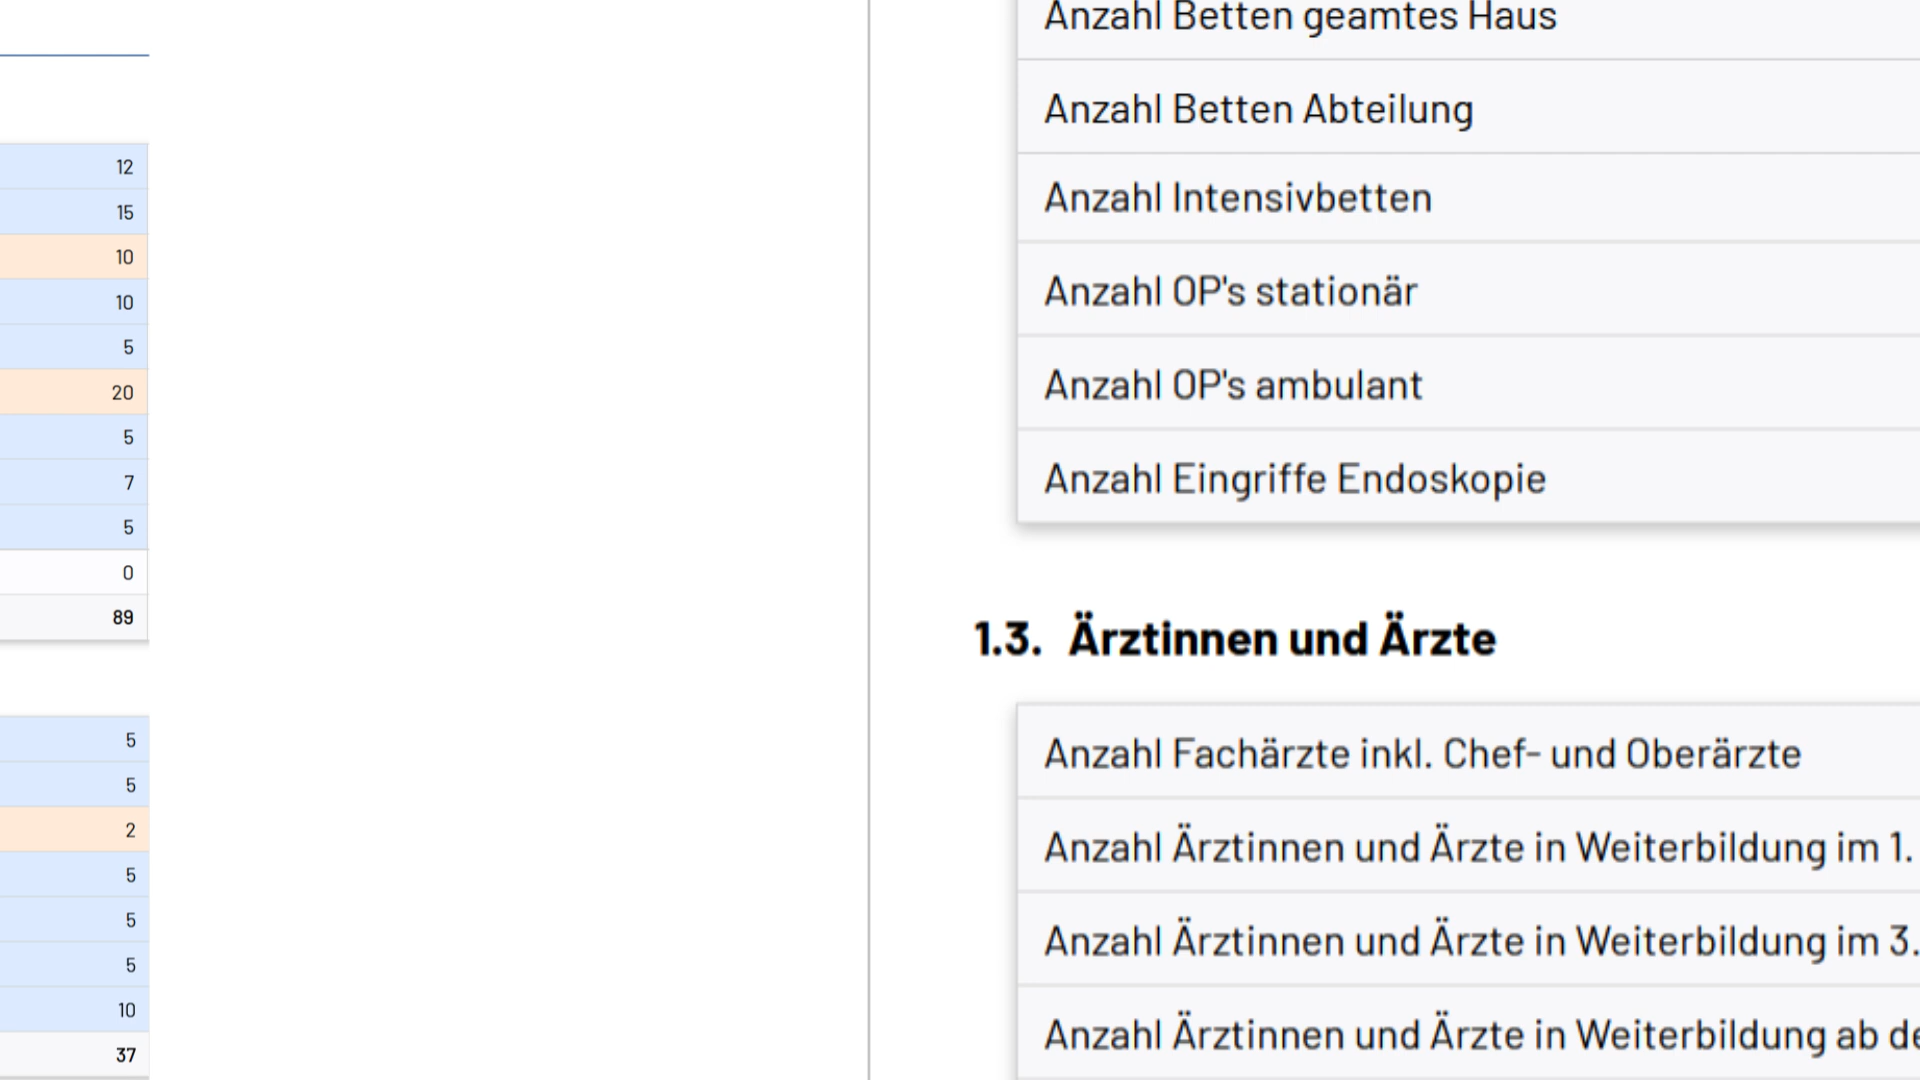 12
15
10
10
5
20
5
7
5
0
89
5
5
2
5
5
5
10
37
Anzahl Betten geamtes Haus
Anzahl Betten Abteilung
Anzahl Intensivbetten
Anzahl OP's stationär
Anzahl OP's ambulant
Anzahl Eingriffe Endoskopie
1.3. Ärztinnen und Ärzte
Anzahl Fachärzte inkl. Chef- und Oberärzte
Anzahl Ärztinnen und Ärzte in Weiterbildung im 1.
Anzahl Ärztinnen und Ärzte in Weiterbildung im 3.
Anzahl Ärztinnen und Ärzte in Weiterbildung ab